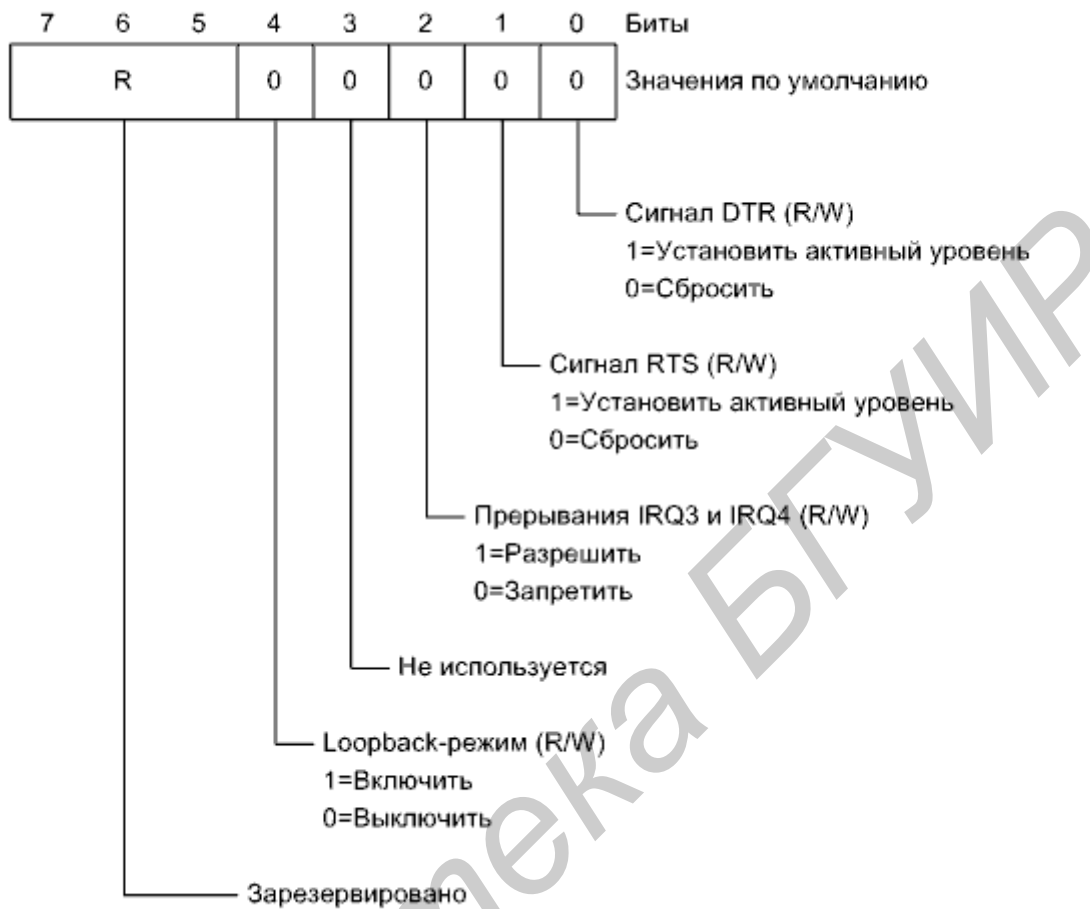 7 6 5 4 3 2 1 0 Биты
R 0 0 0 0 0 Значения по умолчанию
Сигнал DTR (R/W)
1=Установить активный уровень
0=Сбросить
Сигнал RTS (R/W)
1=Установить активный уровень
0=Сбросить
Прерывания IRQ3 и IRQ4 (R/W)
1=Разрешить
0=Запретить
Не используется
Loopback-режим (R/W)
1=Включить
0=Выключить
Зарезервировано
тека БГУИР